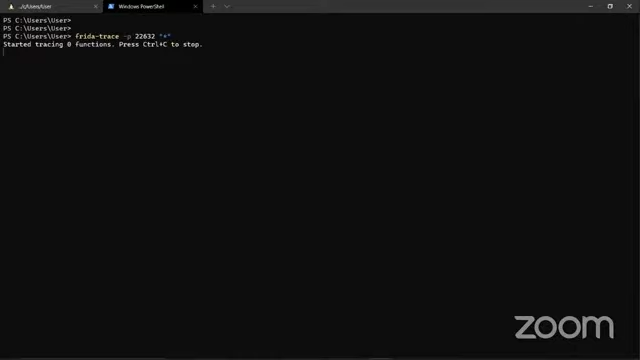 ../c/Users/User
Windows PowerShell
PS C:\Users\User>
PS C:\Users\User>
PS C:\Users\User> frida-trace -p 22632 "*"
Started tracing 0 functions. Press Ctrl+C to stop.
zoom